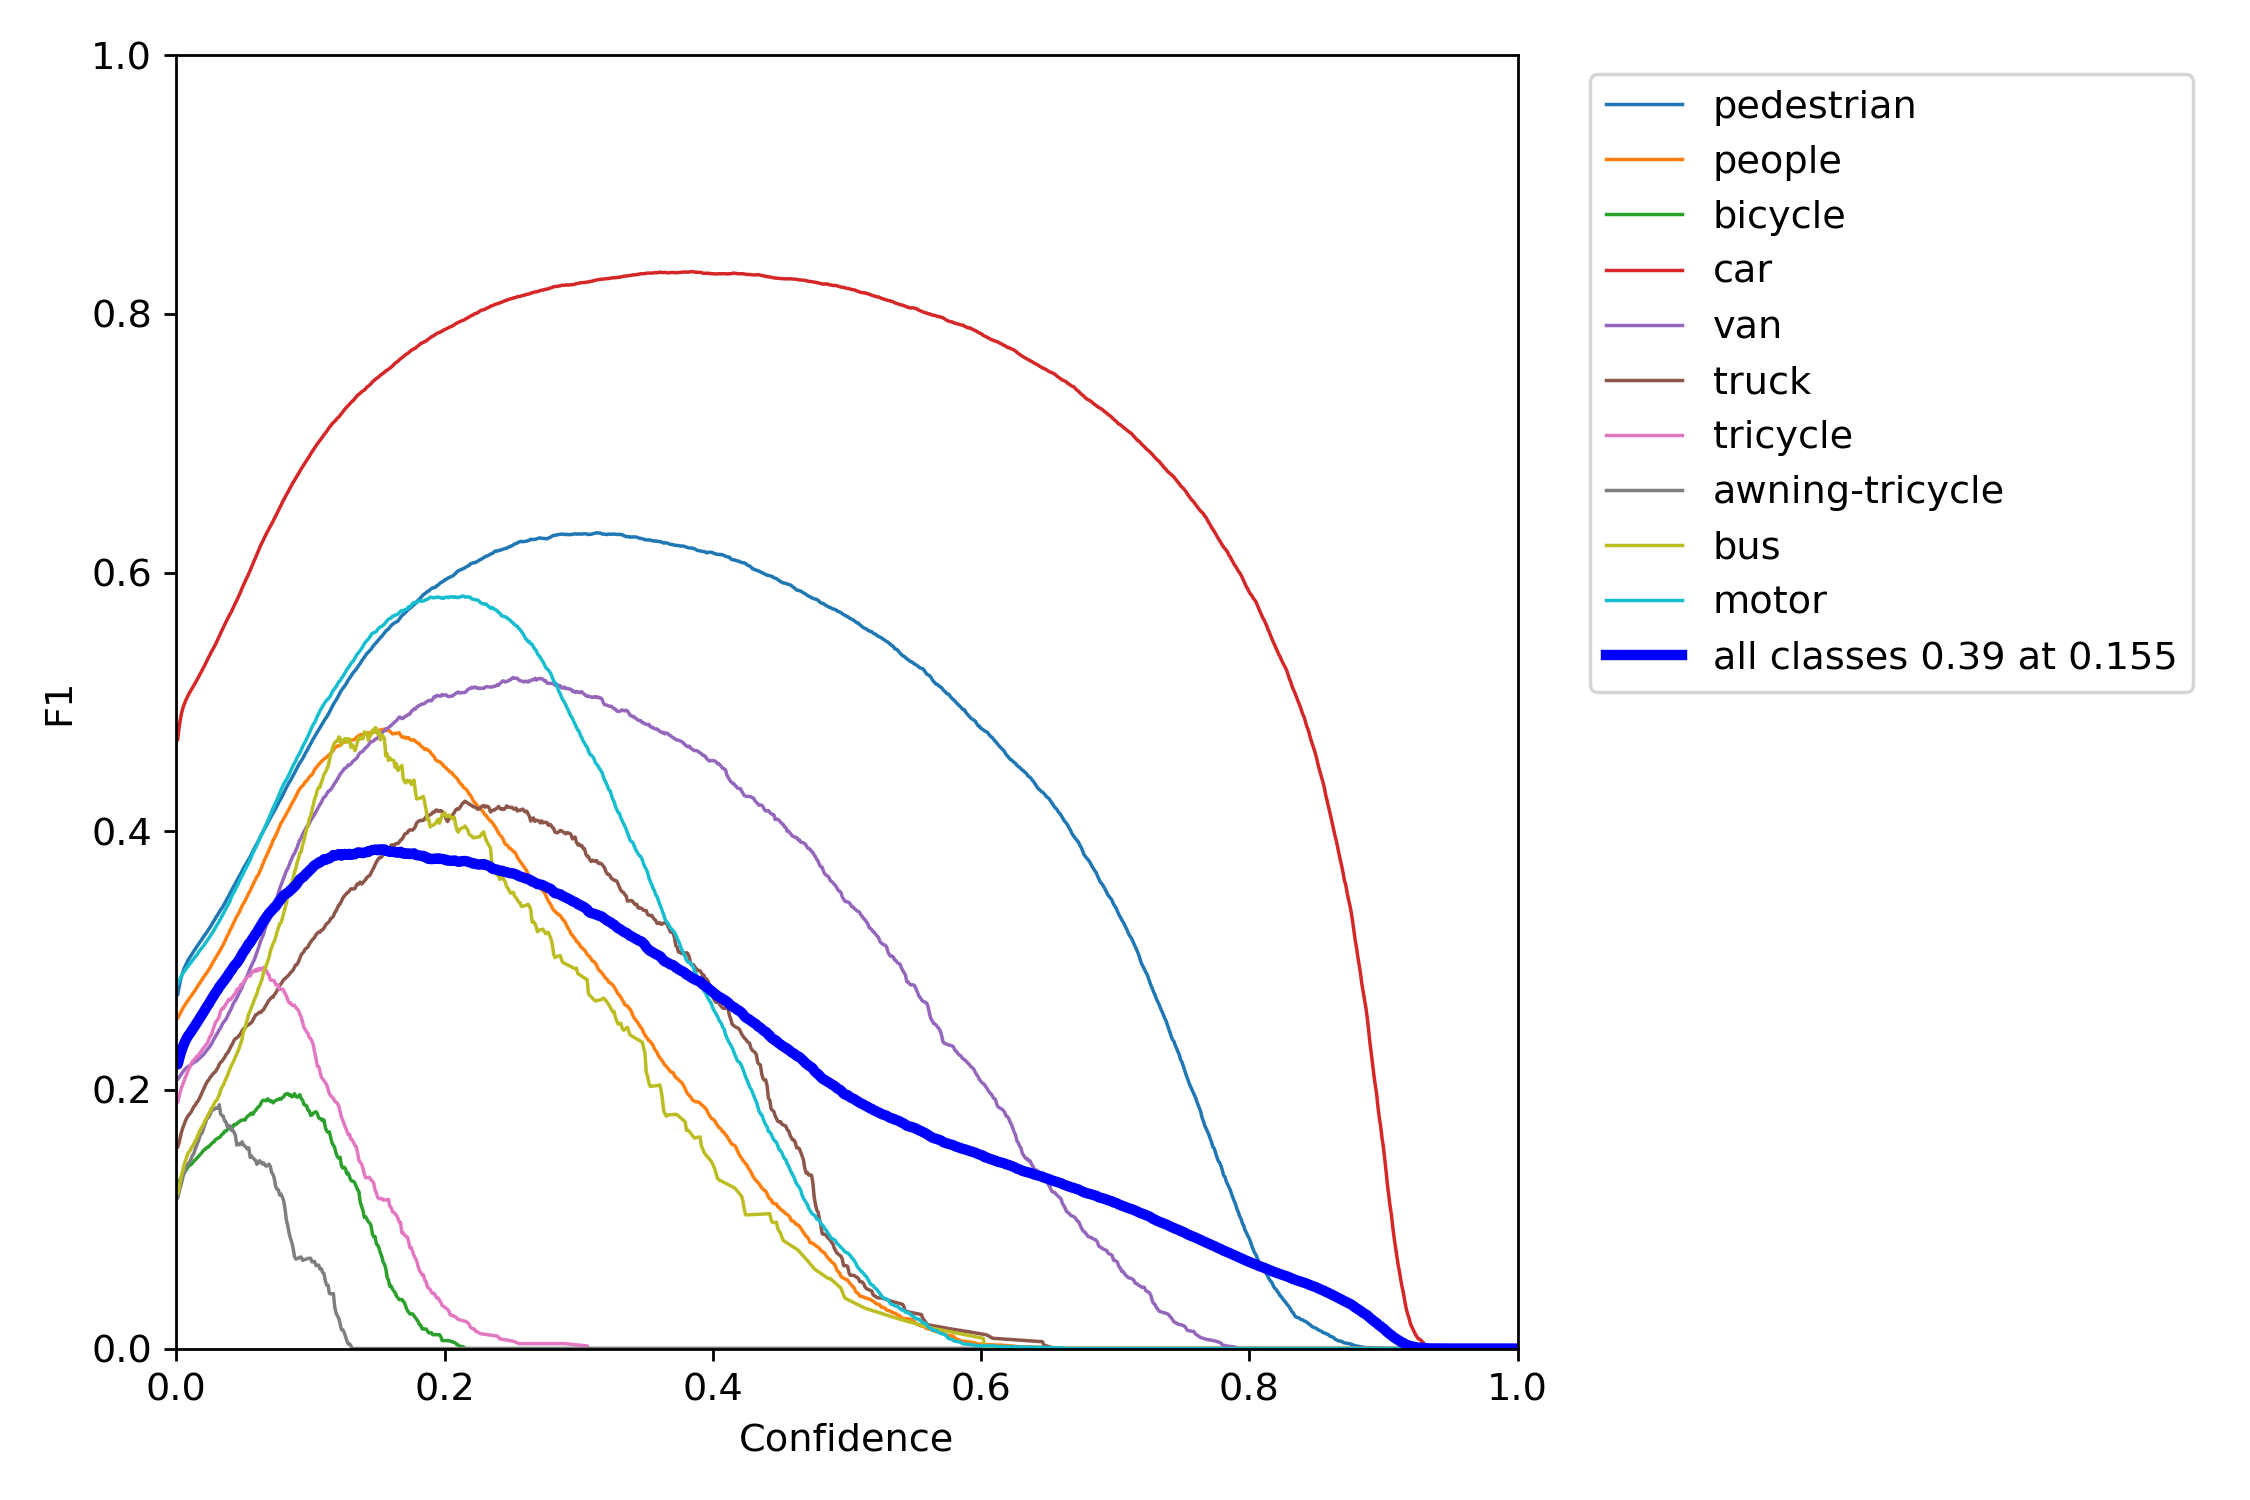 1.0
0.8
0.6
0.4
0.2
0.0
F1
0.0 0.2 0.4 0.6 0.8 1.0
Confidence
pedestrian
people
bicycle
car
van
truck
tricycle
awning-tricycle
bus
motor
all classes 0.39 at 0.155